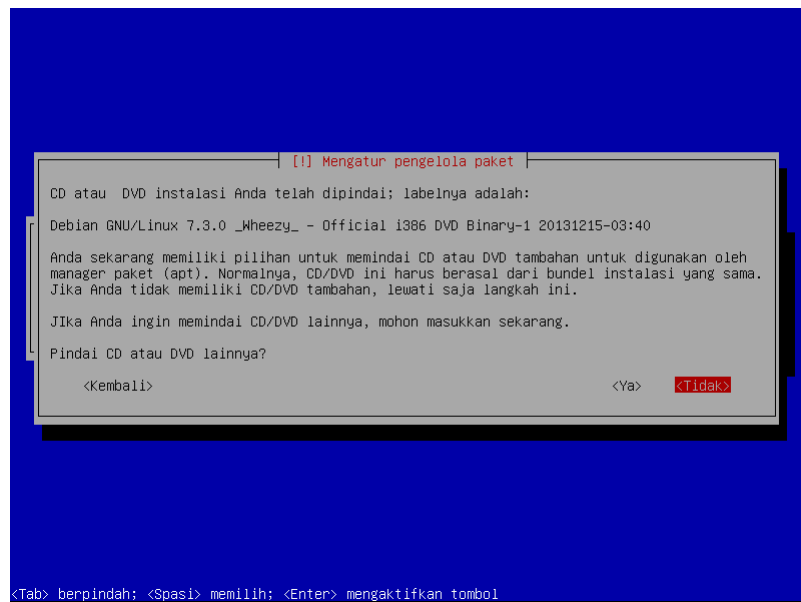 [!] Mengatur pengelola paket
CD atau  DVD instalasi Anda telah dipindai; labelnya adalah:
Debian GNU/Linux 7.3.0 _Wheezy_ - Official i386 DVD Binary-1 20131215-03:40
Anda sekarang memiliki pilihan untuk memindai CD atau DVD tambahan untuk digunakan oleh
manager paket (apt). Normalnya, CD/DVD ini harus berasal dari bundel instalasi yang sama.
Jika Anda tidak memiliki CD/DVD tambahan, lewati saja langkah ini.
JIka Anda ingin memindai CD/DVD lainnya, mohon masukkan sekarang.
Pindai CD atau DVD lainnya?
<Kembali> <Ya> <Tidak>
<Tab> berpindah; <Spasi> memilih; <Enter> mengaktifkan tombol